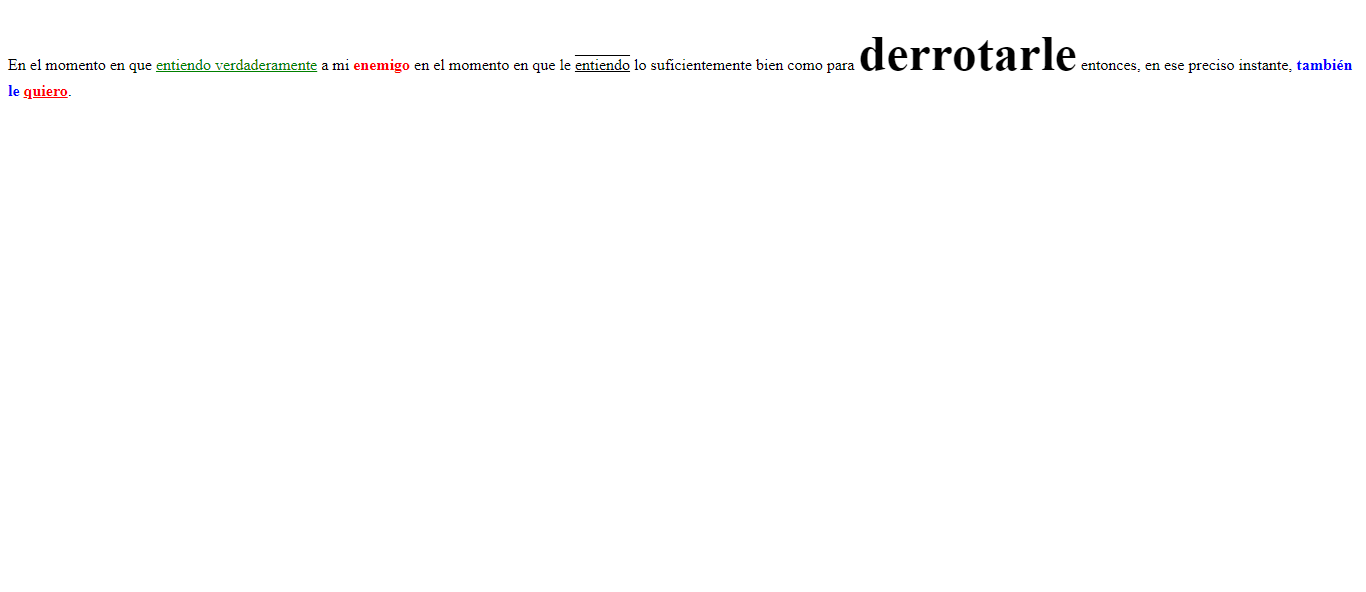 En el momento en que entiendo verdaderamente a mi enemigo en el momento en que le entiendo lo suficientemente bien como para derrotarle entonces, en ese preciso instante, también
le quiero.